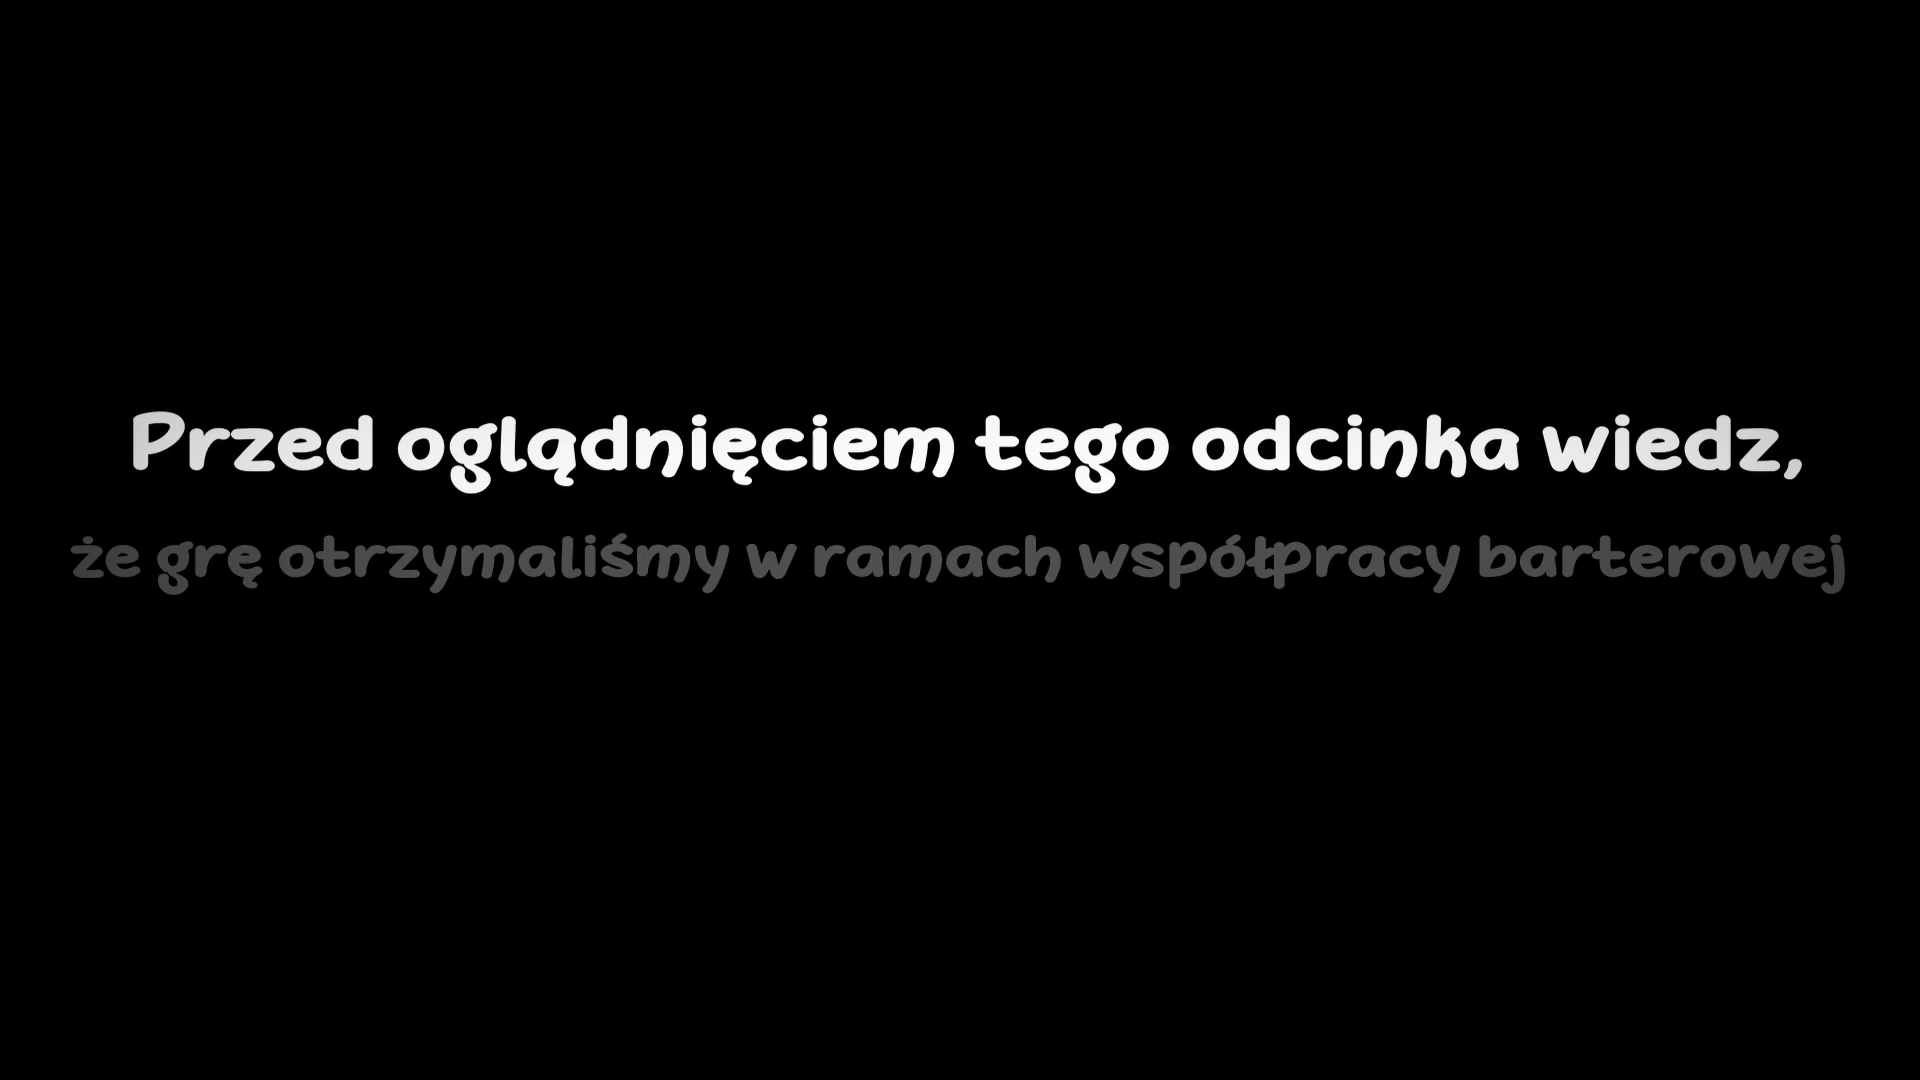 Przed oglądnięciem tego odcinka wiedz,
że grę otrzymaliśmy w ramach współpracy barterowej